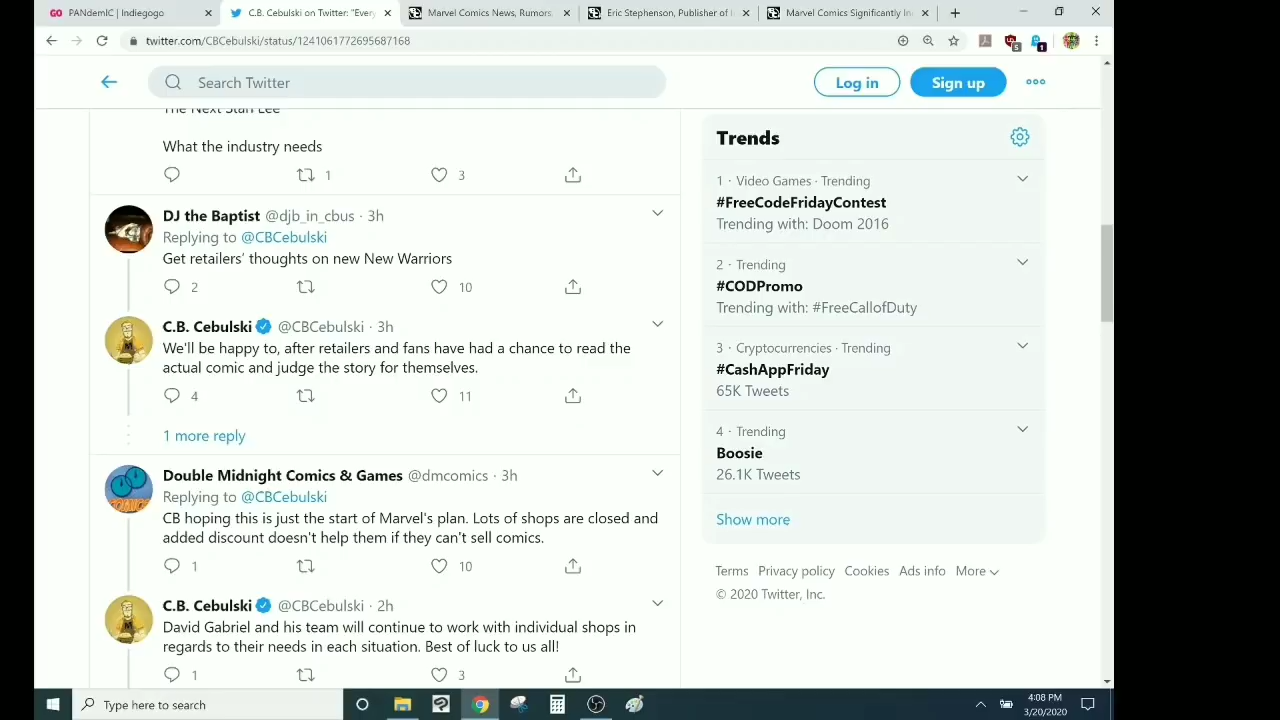 PANdemIC | Indiegogo
C.B. Cebulski on Twitter: "Every
Marvel Comics News, Rumors
Eric Stephenson, Publisher of I
Marvel Comics Significantly In
twitter.com/CBCebulski/status/1241061772695687168
Search Twitter
Log in
Sign up
The Next Stan Lee
What the industry needs
1
3
DJ the Baptist @djb_in_cbus · 3h
Replying to @CBCebulski
Get retailers’ thoughts on new New Warriors
2
10
C.B. Cebulski @CBCebulski · 3h
We'll be happy to, after retailers and fans have had a chance to read the
actual comic and judge the story for themselves.
4
11
1 more reply
Double Midnight Comics & Games @dmcomics · 3h
Replying to @CBCebulski
CB hoping this is just the start of Marvel's plan. Lots of shops are closed and
added discount doesn't help them if they can't sell comics.
1
10
C.B. Cebulski @CBCebulski · 2h
David Gabriel and his team will continue to work with individual shops in
regards to their needs in each situation. Best of luck to us all!
1
3
Trends
1 · Video Games · Trending
#FreeCodeFridayContest
Trending with: Doom 2016
2 · Trending
#CODPromo
Trending with: #FreeCallofDuty
3 · Cryptocurrencies · Trending
#CashAppFriday
65K Tweets
4 · Trending
Boosie
26.1K Tweets
Show more
Terms Privacy policy Cookies Ads info More
© 2020 Twitter, Inc.
Type here to search
4:08 PM
3/20/2020